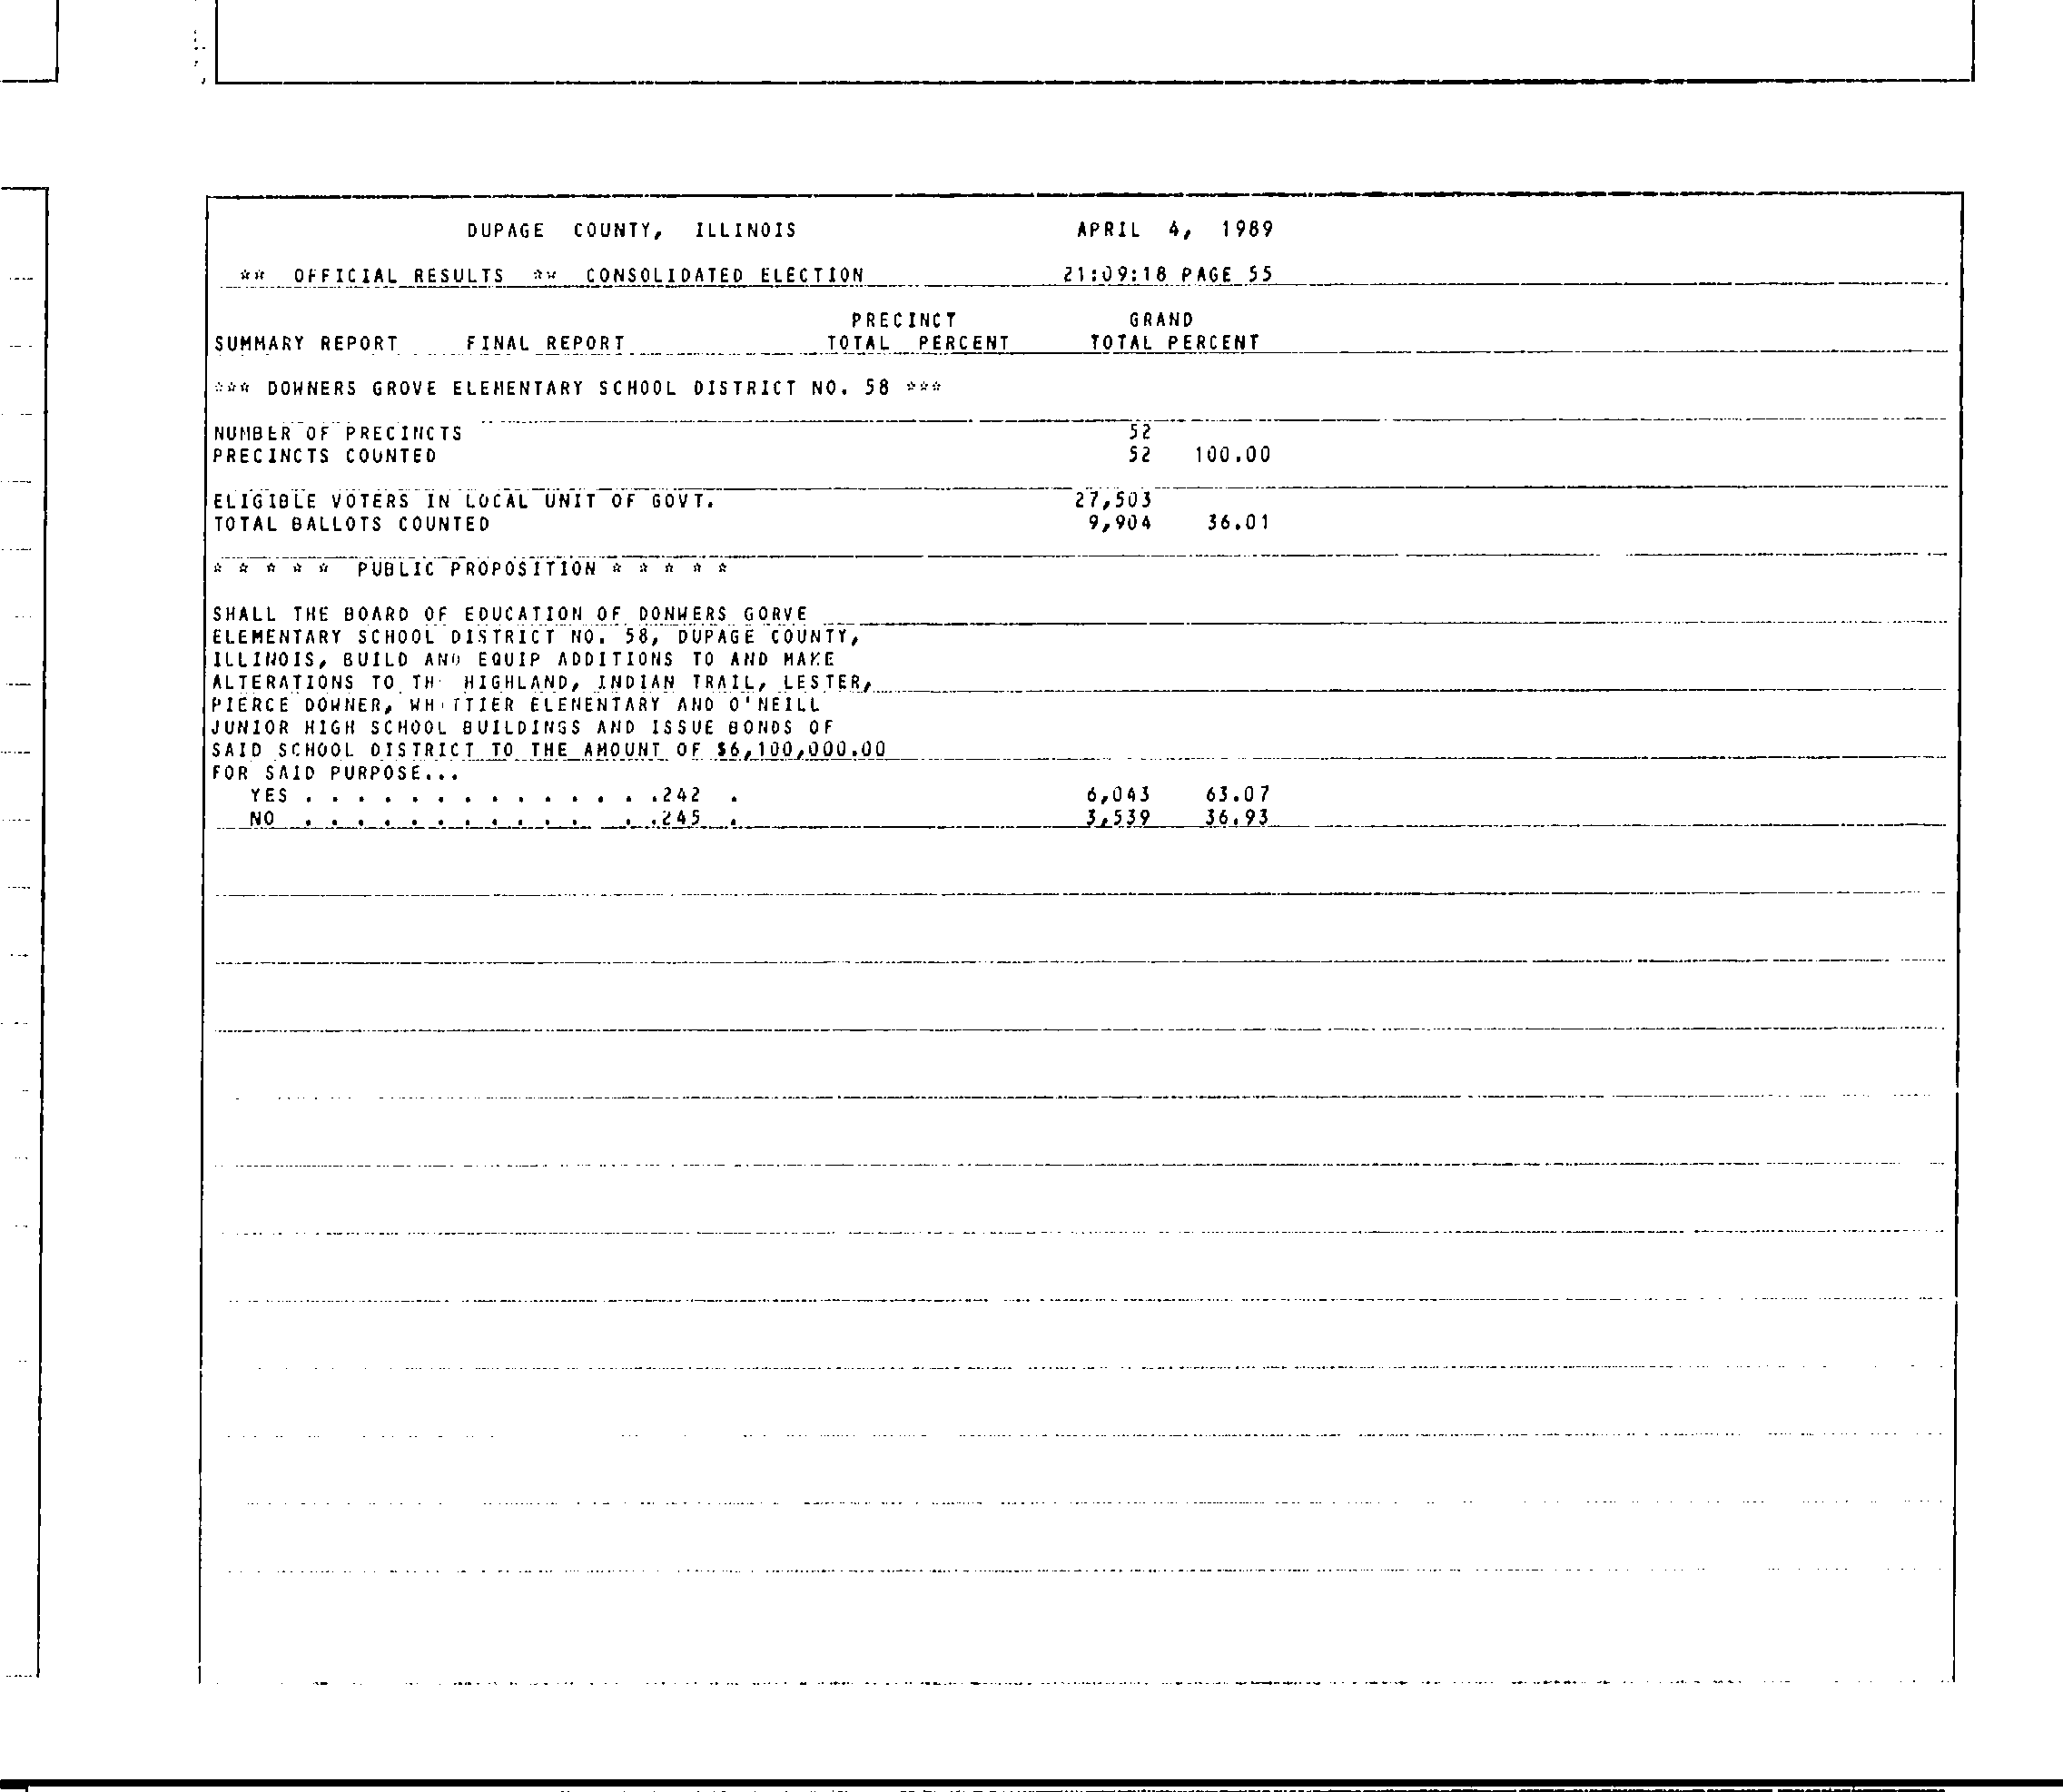 DUPAGE COUNTY, ILLINOIS APRIL 4, 1989
** OFFICIAL RESULTS ** CONSOLIDATED ELECTION 21:09:18 PAGE 55
PRECINCT GRAND
SUMMARY REPORT FINAL REPORT TOTAL PERCENT TOTAL PERCENT
*** DOWNERS GROVE ELEMENTARY SCHOOL DISTRICT NO. 58 ***
NUMBER OF PRECINCTS 52
PRECINCTS COUNTED 52 100.00
ELIGIBLE VOTERS IN LOCAL UNIT OF GOVT. 27,503
TOTAL BALLOTS COUNTED 9,904 36.01
* * * * * PUBLIC PROPOSITION * * * * *
SHALL THE BOARD OF EDUCATION OF DONWERS GORVE
ELEMENTARY SCHOOL DISTRICT NO. 58, DUPAGE COUNTY,
ILLINOIS, BUILD AND EQUIP ADDITIONS TO AND MAKE
ALTERATIONS TO TH HIGHLAND, INDIAN TRAIL, LESTER,
PIERCE DOWNER, WHITTIER ELEMENTARY AND O'NEILL
JUNIOR HIGH SCHOOL BUILDINGS AND ISSUE BONDS OF
SAID SCHOOL DISTRICT TO THE AMOUNT OF $6,100,000.00
FOR SAID PURPOSE...
YES . . . . . . . . . . . . . .242 . 6,043 63.07
NO . . . . . . . . . . . . .245 . 3,539 36.93